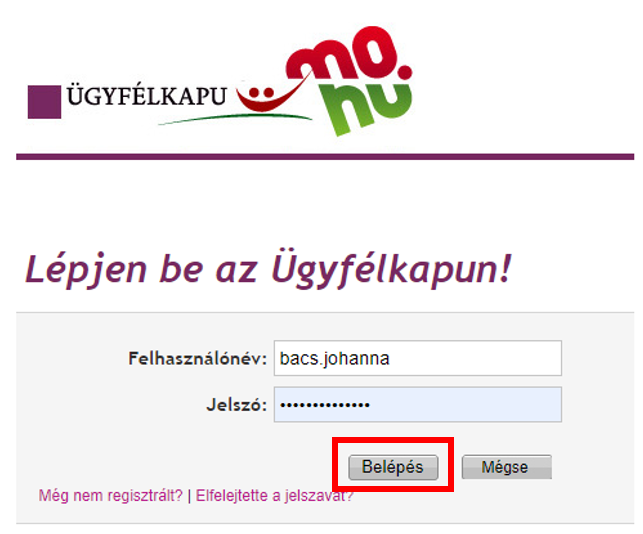 ÜGYFÉLKAPU
mo.
hu
Lépjen be az Ügyfélkapun!
Felhasználónév: bacs.johanna
Jelszó: ••••••••••••••
Belépés Mégse
Még nem regisztrált? | Elfelejtette a jelszavát?